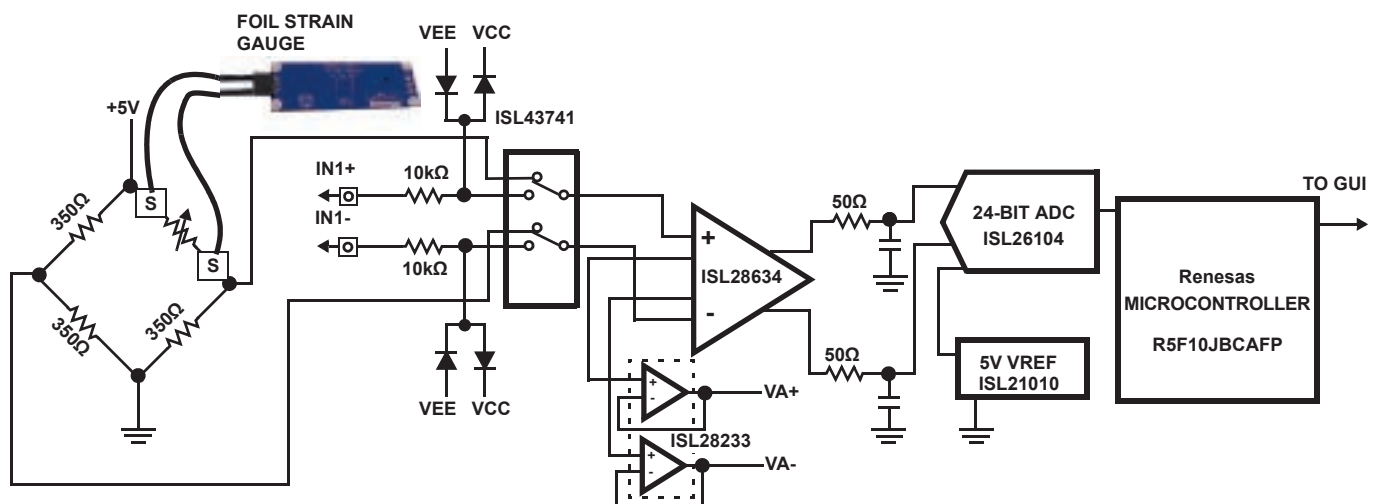 FOIL STRAIN
GAUGE
VEE
VCC
+5V
ISL43741
IN1+
10kΩ
IN1-
10kΩ
S
S
350Ω
350Ω
350Ω
VEE
VCC
+
-
ISL28634
50Ω
50Ω
24-BIT ADC
ISL26104
5V VREF
ISL21010
Renesas
MICROCONTROLLER
R5F10JBCAFP
TO GUI
+
-
VA+
ISL28233
+
-
VA-